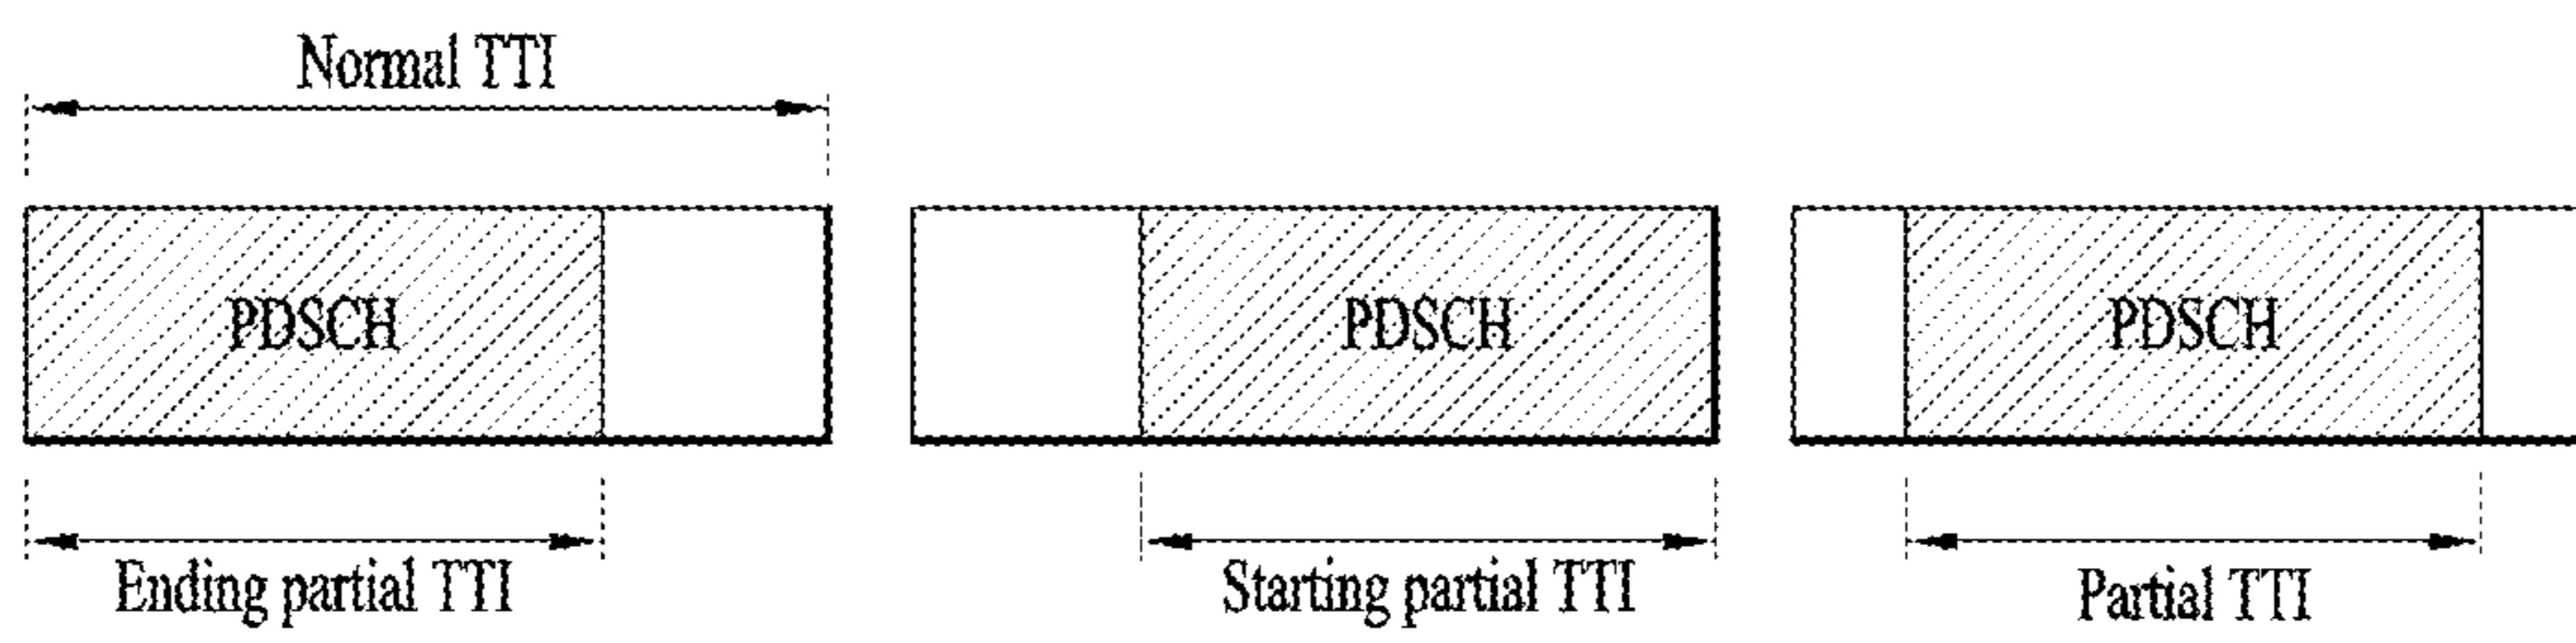 Normal TTI
PDSCH
PDSCH
PDSCH
Ending partial TTI
Starting partial TTI
Partial TTI